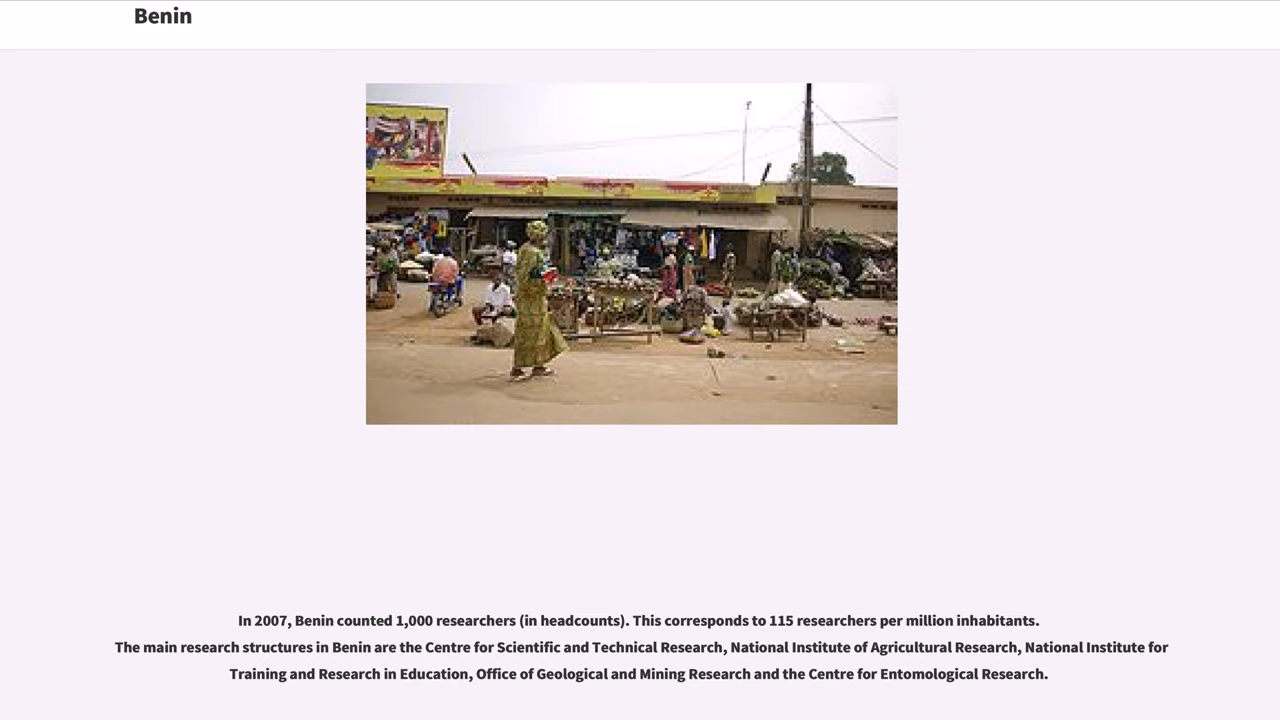 Benin
In 2007, Benin counted 1,000 researchers (in headcounts). This corresponds to 115 researchers per million inhabitants.
The main research structures in Benin are the Centre for Scientific and Technical Research, National Institute of Agricultural Research, National Institute for
Training and Research in Education, Office of Geological and Mining Research and the Centre for Entomological Research.